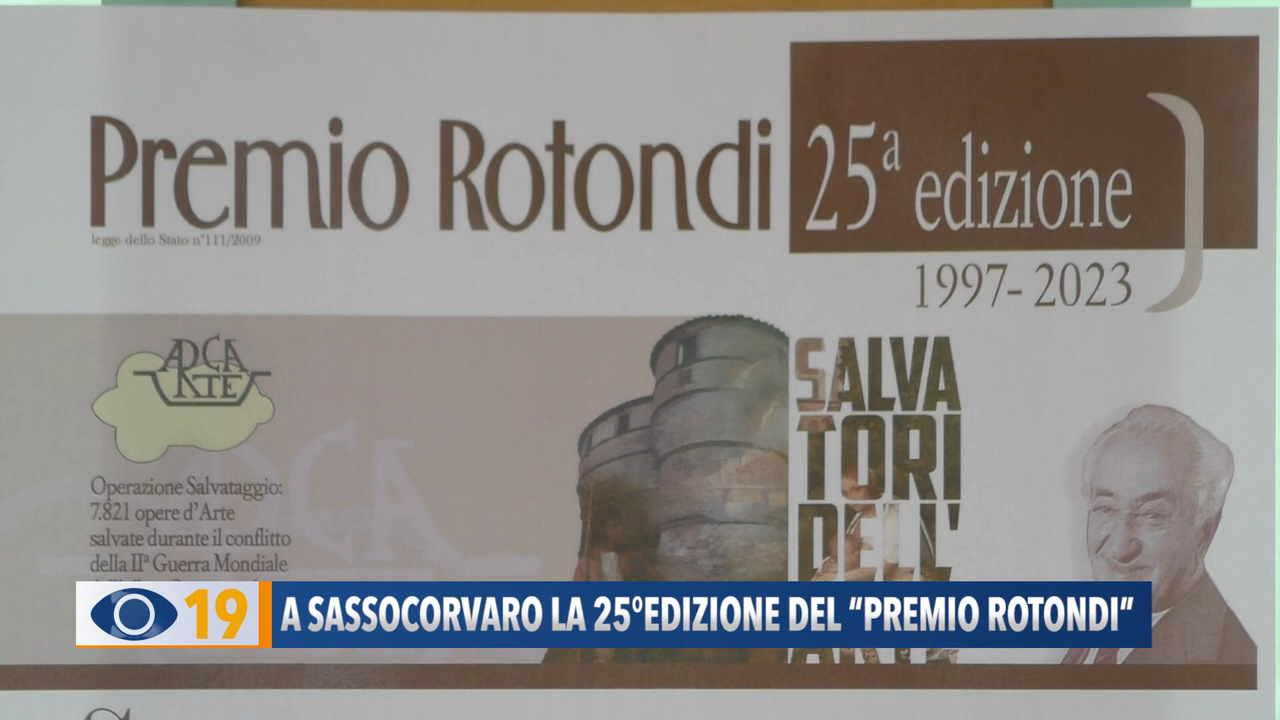 Premio Rotondi
legge dello Stato n°111/2009
25ª edizione
1997-2023
ARCA
ARTE
Operazione Salvataggio:
7.821 opere d'Arte
salvate durante il conflitto
della IIª Guerra Mondiale
SALVA
TORI
DELL'
19
A SASSOCORVARO LA 25°EDIZIONE DEL “PREMIO ROTONDI”